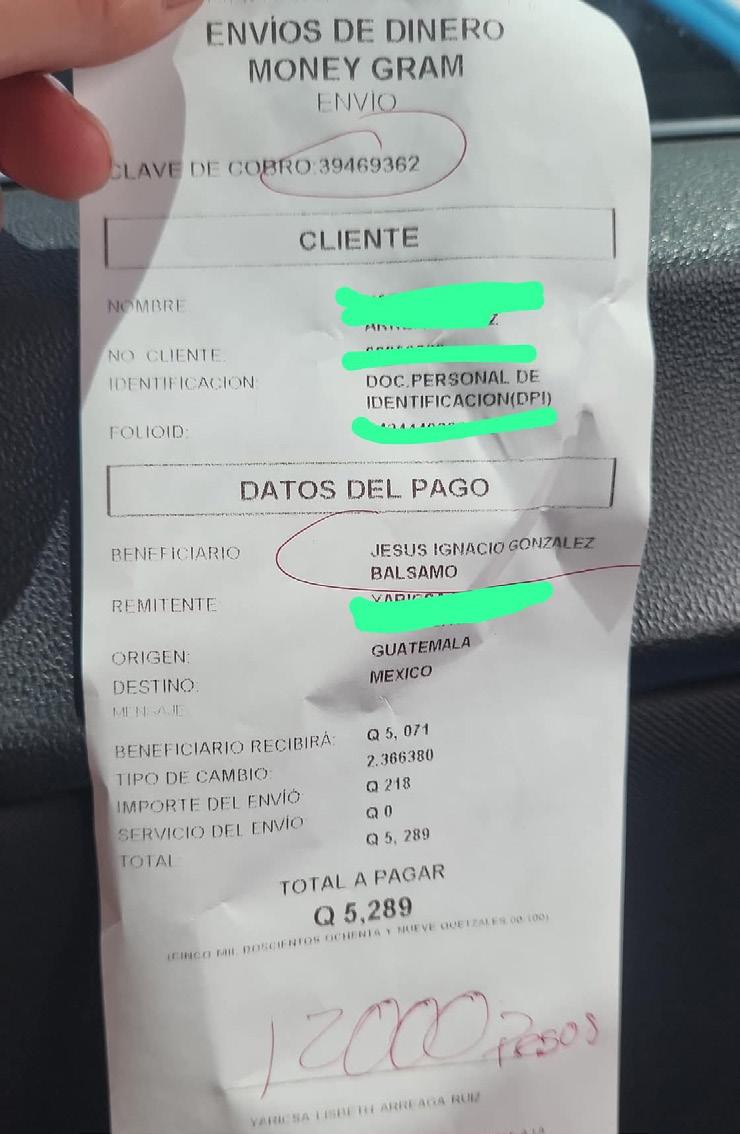 ENVÍOS DE DINERO
MONEY GRAM
ENVÍO
CLAVE DE COBRO:39469362
CLIENTE
NOMBRE
Z.
NO CLIENTE:
IDENTIFICACION: DOC.PERSONAL DE
IDENTIFICACION(DPI)
FOLIOID:
DATOS DEL PAGO
BENEFICIARIO JESUS IGNACIO GONZALEZ
BALSAMO
REMITENTE
ORIGEN: GUATEMALA
DESTINO: MEXICO
MENSAJE
BENEFICIARIO RECIBIRÁ: Q 5, 071
TIPO DE CAMBIO: 2.366380
IMPORTE DEL ENVÍO Q 218
SERVICIO DEL ENVÍO Q 0
TOTAL Q 5, 289
TOTAL A PAGAR
Q 5,289
(CINCO MIL DOSCIENTOS OCHENTA Y NUEVE QUETZALES 00/100)
12000 Pesos
YARICSA LISBETH ARREAGA RUIZ